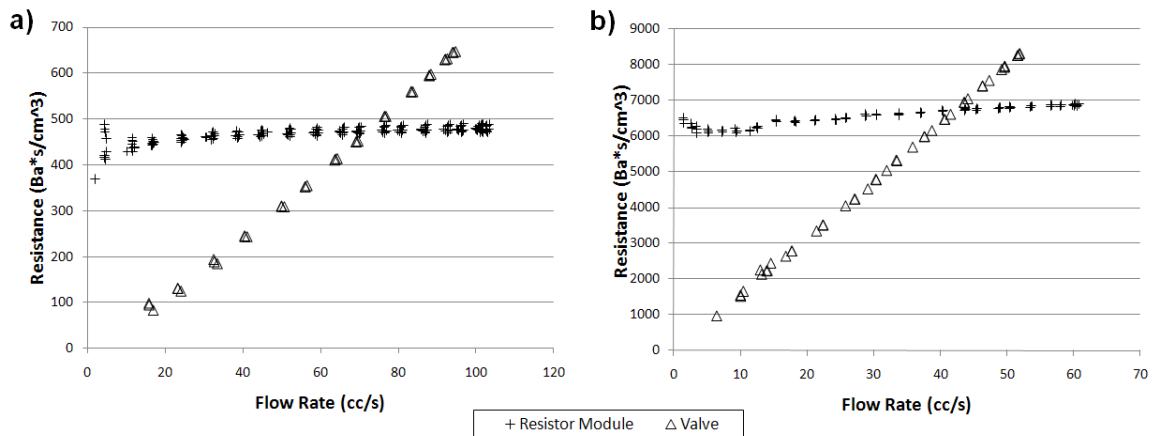 a)
700
600
500
400
300
200
100
0
Resistance (Ba*s/cm^3)
0 20 40 60 80 100 120
Flow Rate (cc/s)
b)
9000
8000
7000
6000
5000
4000
3000
2000
1000
0
Resistance (Ba*s/cm^3)
0 10 20 30 40 50 60 70
Flow Rate (cc/s)
+ Resistor Module △ Valve